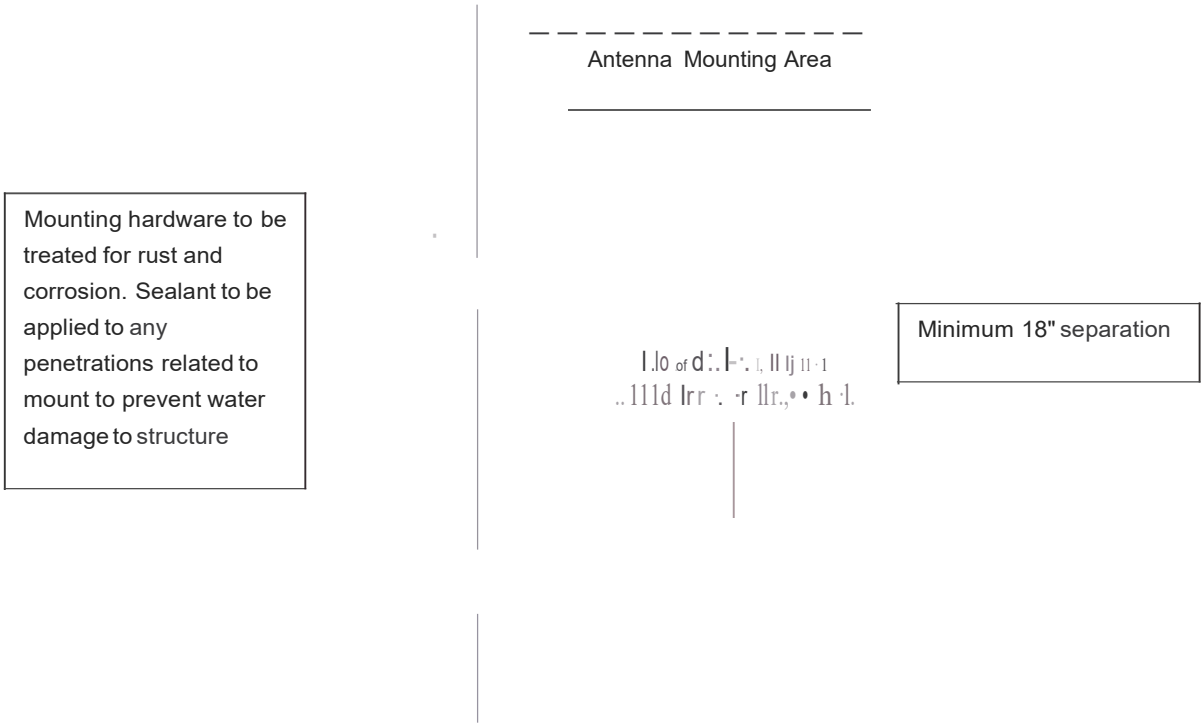 Antenna Mounting Area
Mounting hardware to be
treated for rust and
corrosion. Sealant to be
applied to any
penetrations related to
mount to prevent water
damage to structure
Minimum 18" separation
of